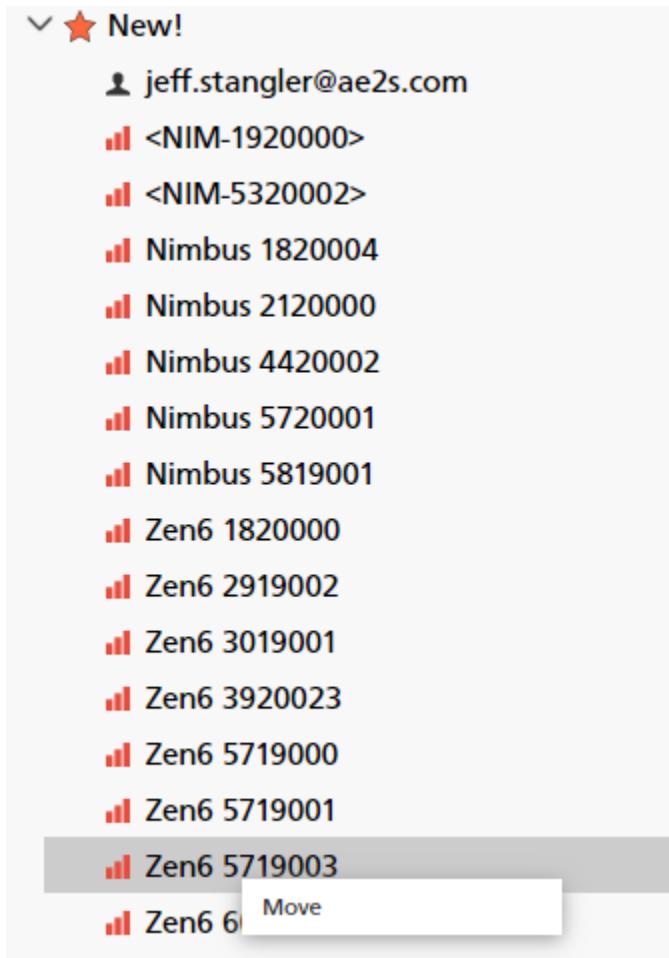 New!
jeff.stangler@ae2s.com
<NIM-1920000>
<NIM-5320002>
Nimbus 1820004
Nimbus 2120000
Nimbus 4420002
Nimbus 5720001
Nimbus 5819001
Zen6 1820000
Zen6 2919002
Zen6 3019001
Zen6 3920023
Zen6 5719000
Zen6 5719001
Zen6 5719003
Move
Zen6